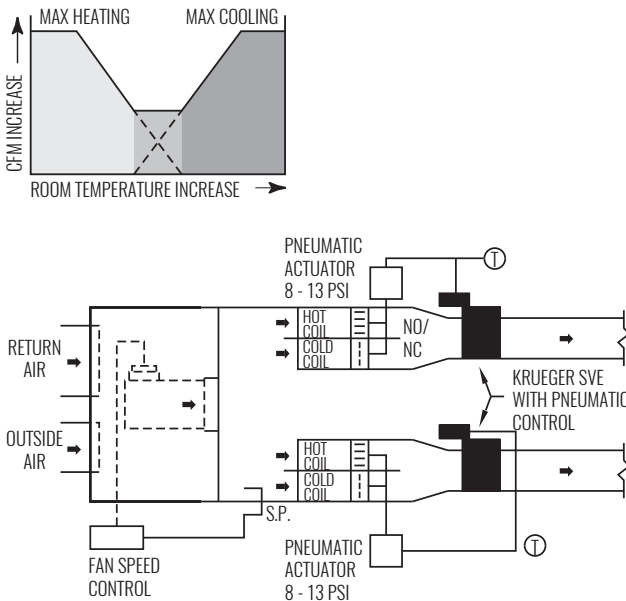 MAX HEATING
MAX COOLING
CFM INCREASE
ROOM TEMPERATURE INCREASE
PNEUMATIC
ACTUATOR
8 - 13 PSI
T
HOT
COIL
COLD
COIL
NO/
NC
RETURN
AIR
OUTSIDE
AIR
KRUEGER SVE
WITH PNEUMATIC
CONTROL
HOT
COIL
COLD
COIL
S.P.
T
FAN SPEED
CONTROL
PNEUMATIC
ACTUATOR
8 - 13 PSI